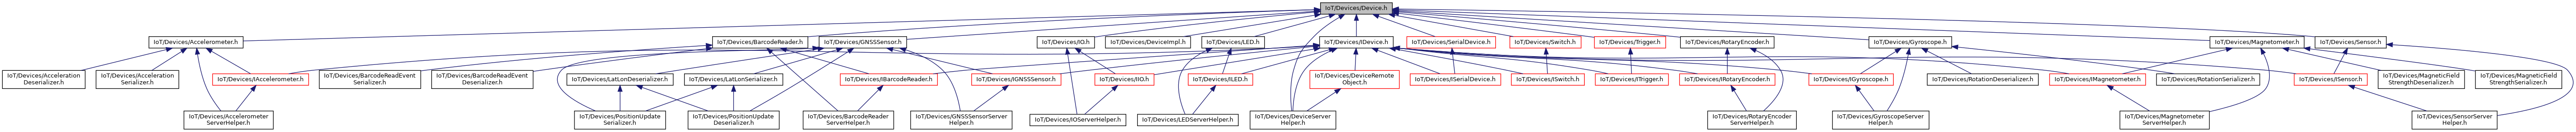 IoT/Devices/Device.h
IoT/Devices/Accelerometer.h
IoT/Devices/BarcodeReader.h
IoT/Devices/GNSSSensor.h
IoT/Devices/IO.h
IoT/Devices/DeviceImpl.h
IoT/Devices/LED.h
IoT/Devices/IDevice.h
IoT/Devices/SerialDevice.h
IoT/Devices/Switch.h
IoT/Devices/Trigger.h
IoT/Devices/RotaryEncoder.h
IoT/Devices/Gyroscope.h
IoT/Devices/Magnetometer.h
IoT/Devices/Sensor.h
IoT/Devices/Acceleration
Deserializer.h
IoT/Devices/Acceleration
Serializer.h
IoT/Devices/IAccelerometer.h
IoT/Devices/BarcodeReadEvent
Serializer.h
IoT/Devices/BarcodeReadEvent
Deserializer.h
IoT/Devices/LatLonDeserializer.h
IoT/Devices/LatLonSerializer.h
IoT/Devices/IBarcodeReader.h
IoT/Devices/IGNSSSensor.h
IoT/Devices/IIO.h
IoT/Devices/ILED.h
IoT/Devices/DeviceRemote
Object.h
IoT/Devices/ISerialDevice.h
IoT/Devices/ISwitch.h
IoT/Devices/ITrigger.h
IoT/Devices/IRotaryEncoder.h
IoT/Devices/IGyroscope.h
IoT/Devices/RotationDeserializer.h
IoT/Devices/IMagnetometer.h
IoT/Devices/RotationSerializer.h
IoT/Devices/ISensor.h
IoT/Devices/MagneticField
StrengthDeserializer.h
IoT/Devices/MagneticField
StrengthSerializer.h
IoT/Devices/Accelerometer
ServerHelper.h
IoT/Devices/PositionUpdate
Serializer.h
IoT/Devices/PositionUpdate
Deserializer.h
IoT/Devices/BarcodeReader
ServerHelper.h
IoT/Devices/GNSSSensorServer
Helper.h
IoT/Devices/IOServerHelper.h
IoT/Devices/LEDServerHelper.h
IoT/Devices/DeviceServer
Helper.h
IoT/Devices/RotaryEncoder
ServerHelper.h
IoT/Devices/GyroscopeServer
Helper.h
IoT/Devices/Magnetometer
ServerHelper.h
IoT/Devices/SensorServer
Helper.h